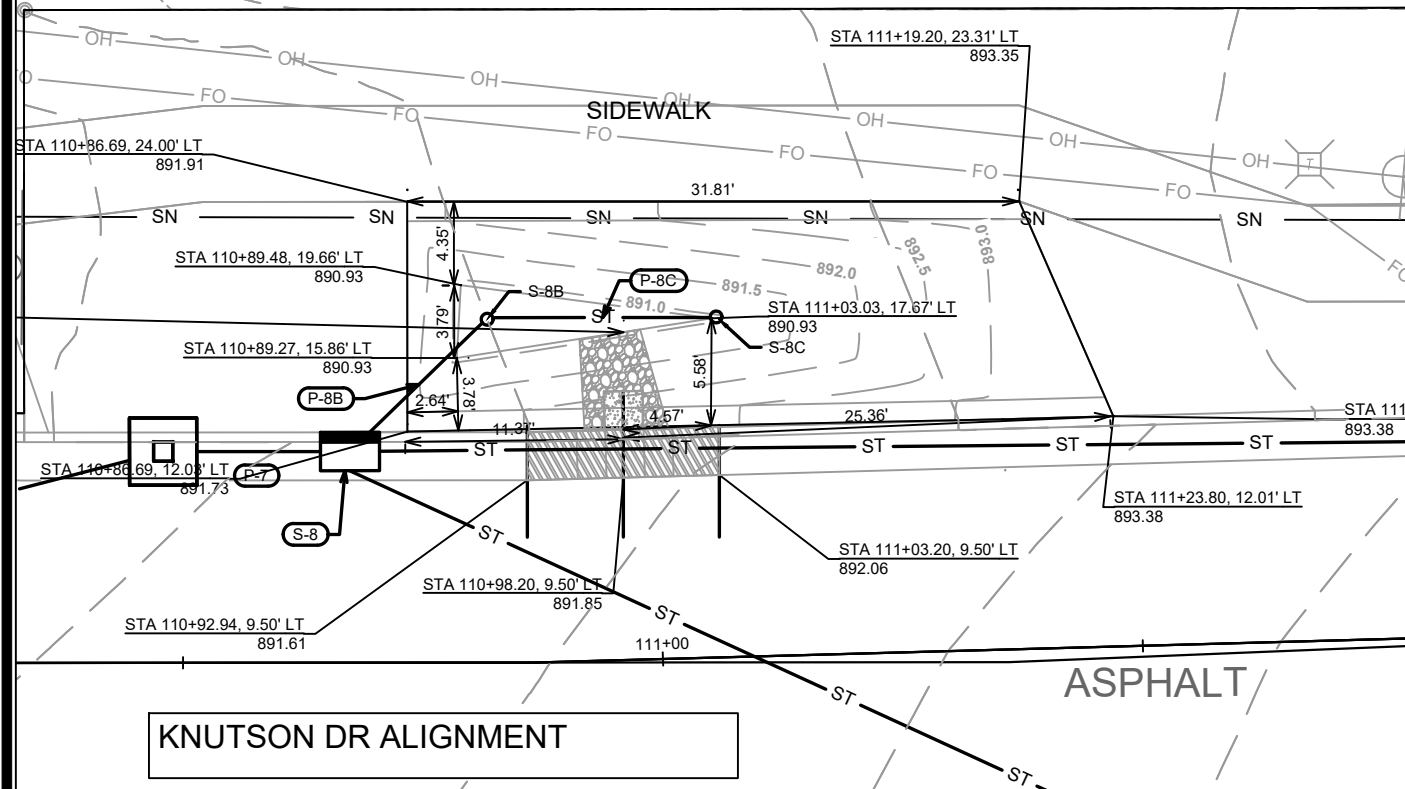 OH
OH
OH
OH
OH
OH
OH
FO
FO
FO
FO
FO
FO
FO
FO
STA 111+19.20, 23.31' LT
893.35
SIDEWALK
T
STA 110+86.69, 24.00' LT
891.91
31.81'
SN
SN
SN
SN
SN
SN
4.35'
893.0
892.5
892.0
891.5
891.0
STA 110+89.48, 19.66' LT
890.93
S-8B
P-8C
ST
STA 111+03.03, 17.67' LT
890.93
3.79'
S-8C
STA 110+89.27, 15.86' LT
890.93
5.58'
P-8B
2.64'
3.78'
4.57'
25.36'
11.37'
STA 111
893.38
ST
ST
ST
ST
ST
STA 110+86.69, 12.03' LT
891.73
P-7
STA 111+23.80, 12.01' LT
893.38
S-8
ST
STA 111+03.20, 9.50' LT
892.06
STA 110+98.20, 9.50' LT
891.85
ST
STA 110+92.94, 9.50' LT
891.61
111+00
ASPHALT
ST
KNUTSON DR ALIGNMENT
ST